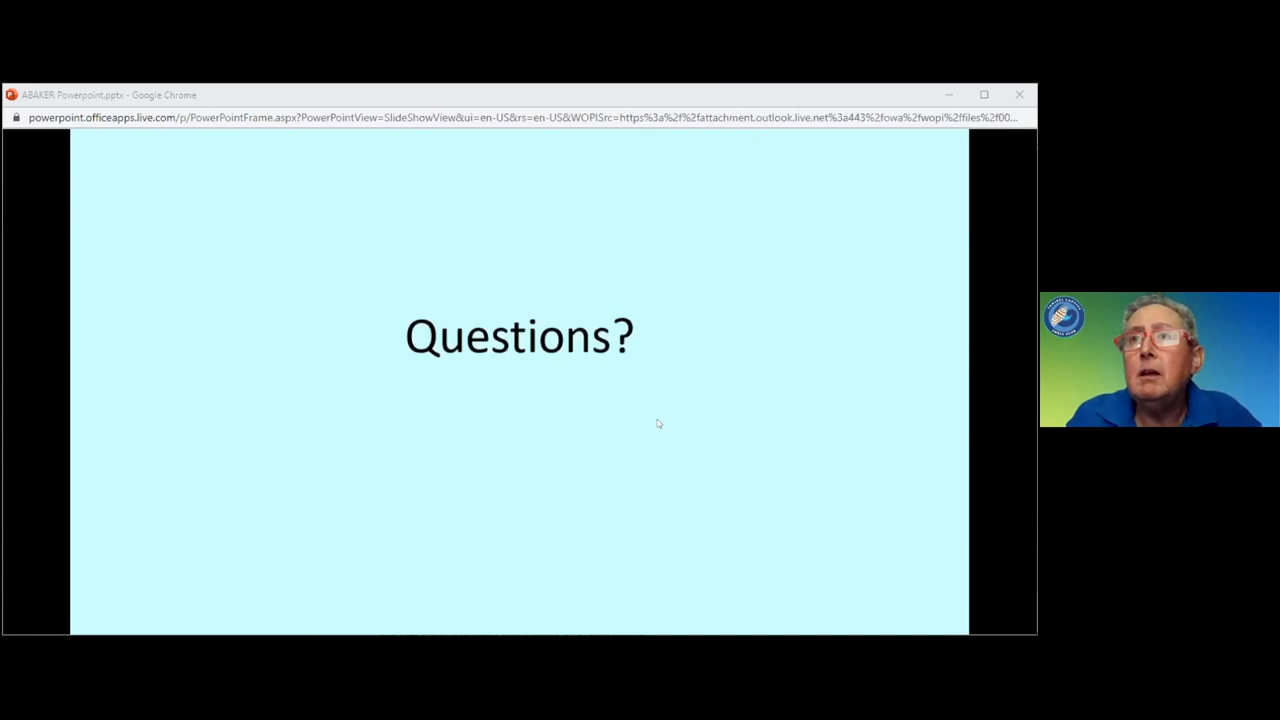 ABAKER Powerpoint.pptx - Google Chrome
powerpoint.officeapps.live.com/p/PowerPointFrame.aspx?PowerPointView=SlideShowView&ui=en-US&rs=en-US&WOPISrc=https%3a%2f%2fattachment.outlook.live.net%3a443%2fowa%2fwopi%2ffiles%2f00...
Questions?